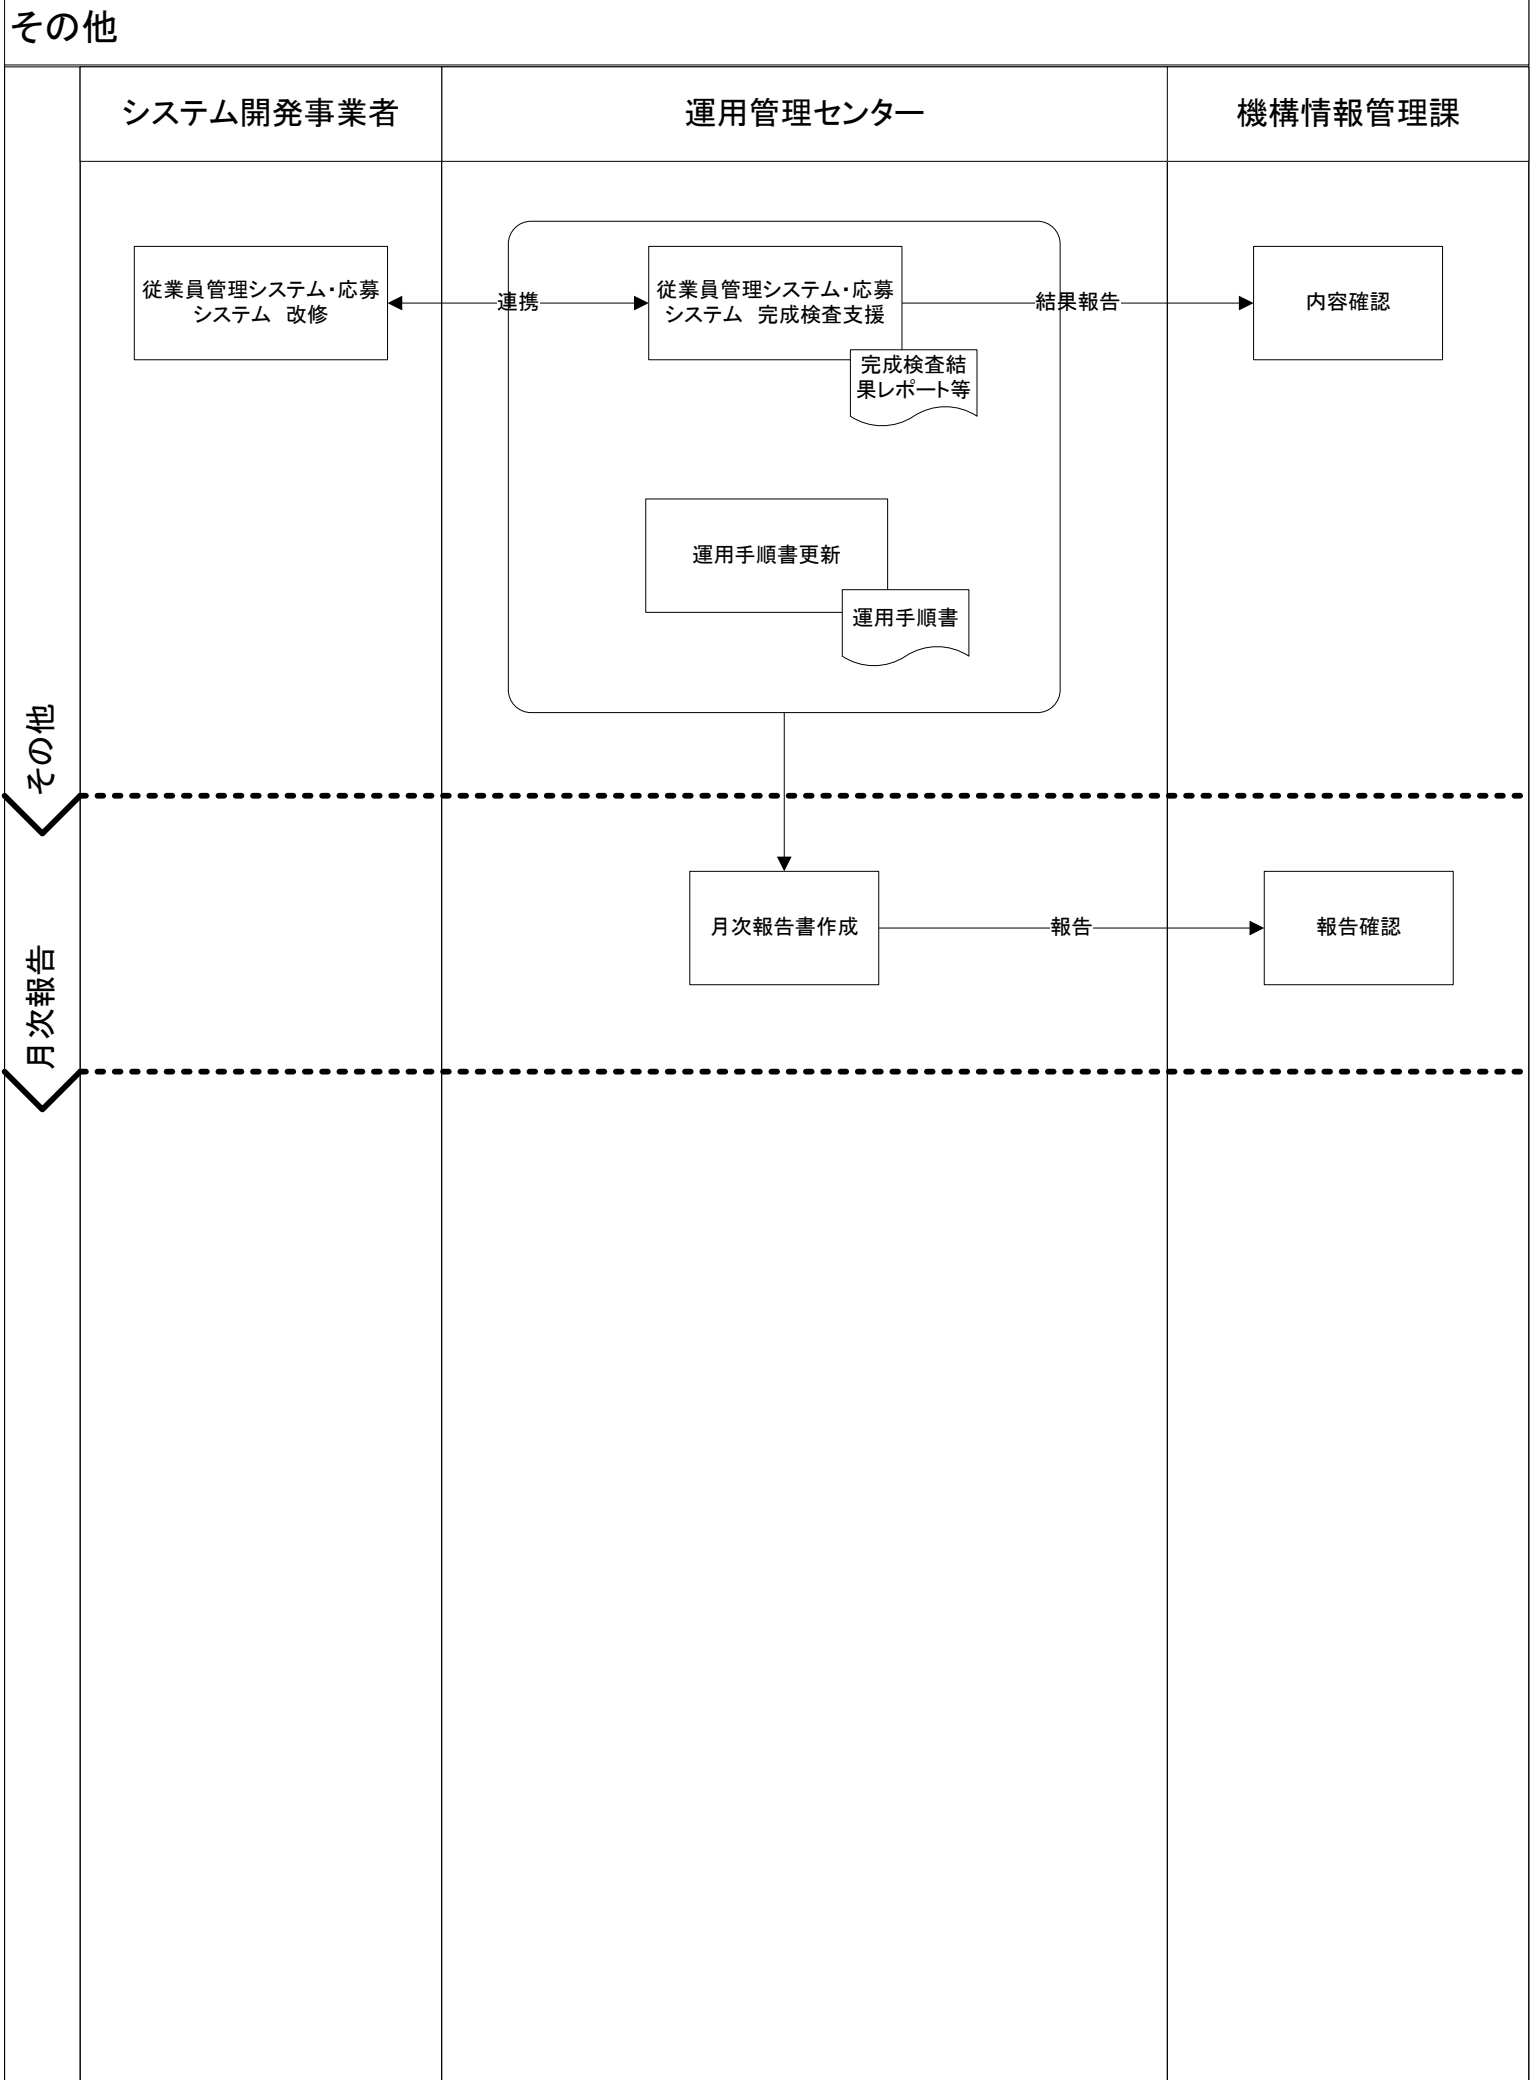 その他
システム開発事業者
運用管理センター
機構情報管理課
従業員管理システム・応募
システム　改修
連携
従業員管理システム・応募
システム　完成検査支援
結果報告
内容確認
完成検査結
果レポート等
運用手順書更新
運用手順書
その他
月次報告書作成
報告
報告確認
月次報告